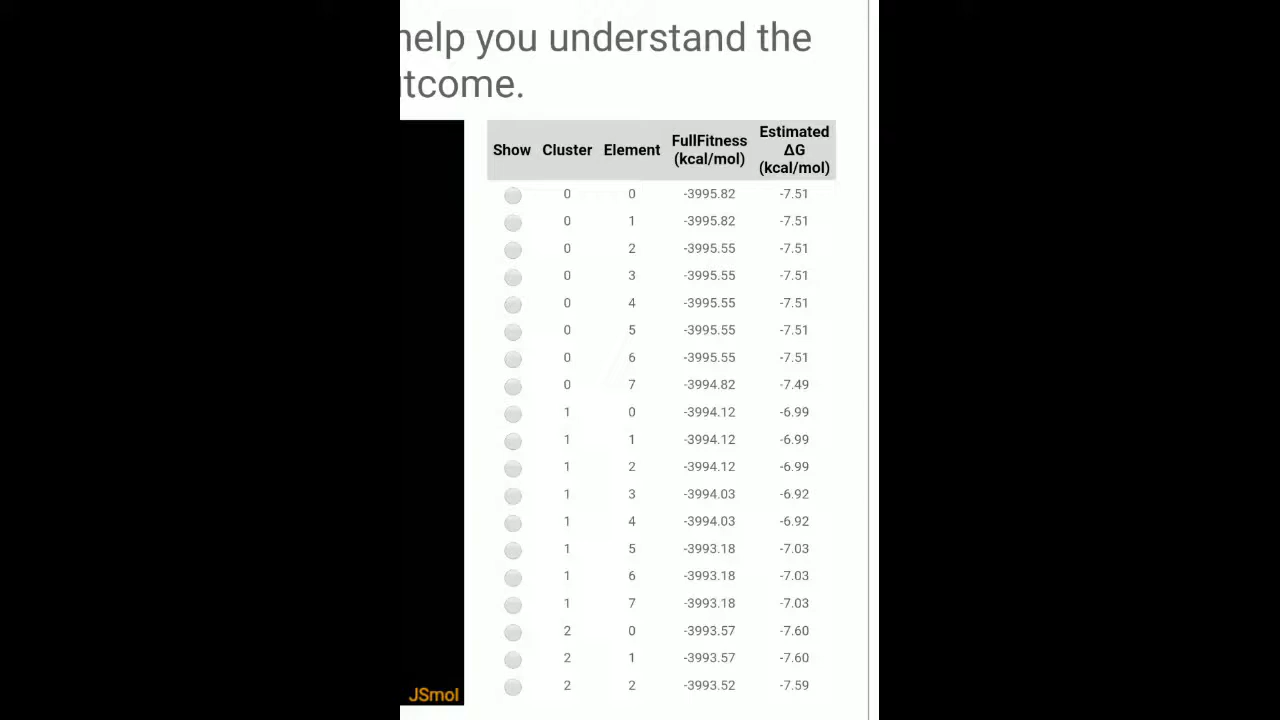 help you understand the
utcome.
Show Cluster Element FullFitness (kcal/mol) Estimated ΔG (kcal/mol)
0 0 -3995.82 -7.51
0 1 -3995.82 -7.51
0 2 -3995.55 -7.51
0 3 -3995.55 -7.51
0 4 -3995.55 -7.51
0 5 -3995.55 -7.51
0 6 -3995.55 -7.51
0 7 -3994.82 -7.49
1 0 -3994.12 -6.99
1 1 -3994.12 -6.99
1 2 -3994.12 -6.99
1 3 -3994.03 -6.92
1 4 -3994.03 -6.92
1 5 -3993.18 -7.03
1 6 -3993.18 -7.03
1 7 -3993.18 -7.03
2 0 -3993.57 -7.60
2 1 -3993.57 -7.60
2 2 -3993.52 -7.59
JSmol